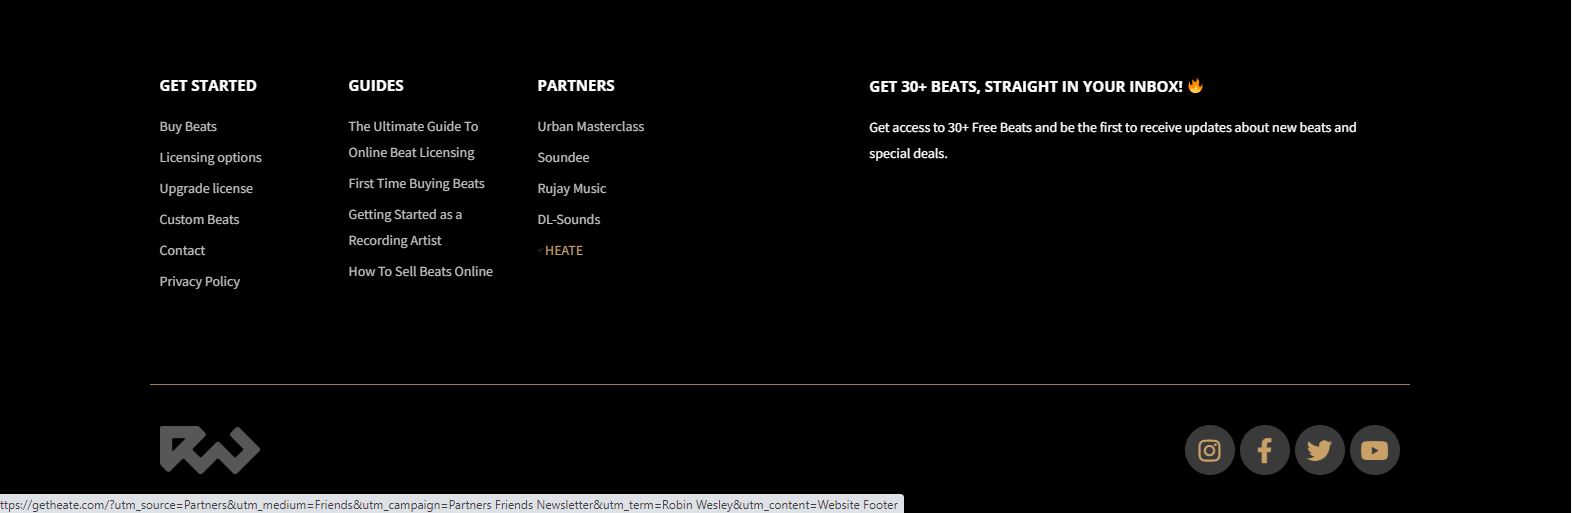 GET STARTED
Buy Beats
Licensing options
Upgrade license
Custom Beats
Contact
Privacy Policy
GUIDES
The Ultimate Guide To
Online Beat Licensing
First Time Buying Beats
Getting Started as a
Recording Artist
How To Sell Beats Online
PARTNERS
Urban Masterclass
Soundee
Rujay Music
DL-Sounds
HEATE
GET 30+ BEATS, STRAIGHT IN YOUR INBOX! 🔥
Get access to 30+ Free Beats and be the first to receive updates about new beats and
special deals.
RW
ttps://getheate.com/?utm_source=Partners&utm_medium=Friends&utm_campaign=Partners Friends Newsletter&utm_term=Robin Wesley&utm_content=Website Footer